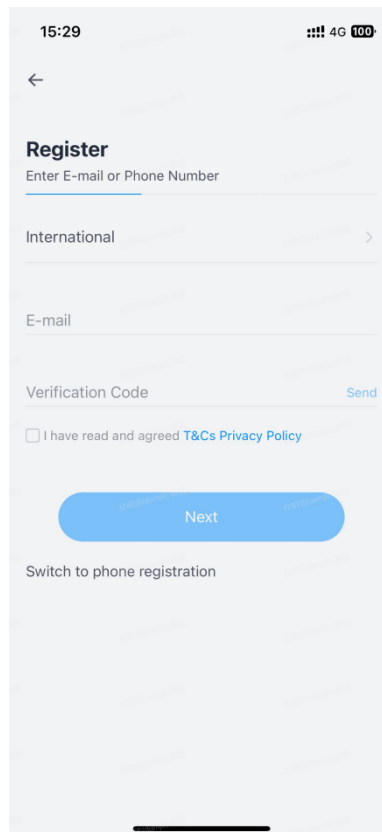 15:29
4G 100
Register
Enter E-mail or Phone Number
International
E-mail
Verification Code
Send
I have read and agreed T&Cs Privacy Policy
Next
Switch to phone registration